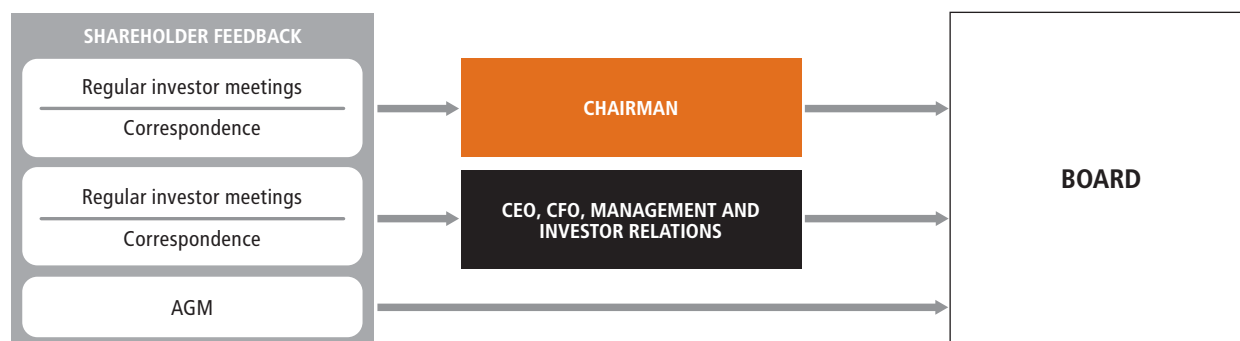 SHAREHOLDER FEEDBACK
Regular investor meetings
Correspondence
CHAIRMAN
Regular investor meetings
Correspondence
CEO, CFO, MANAGEMENT AND
INVESTOR RELATIONS
AGM
BOARD